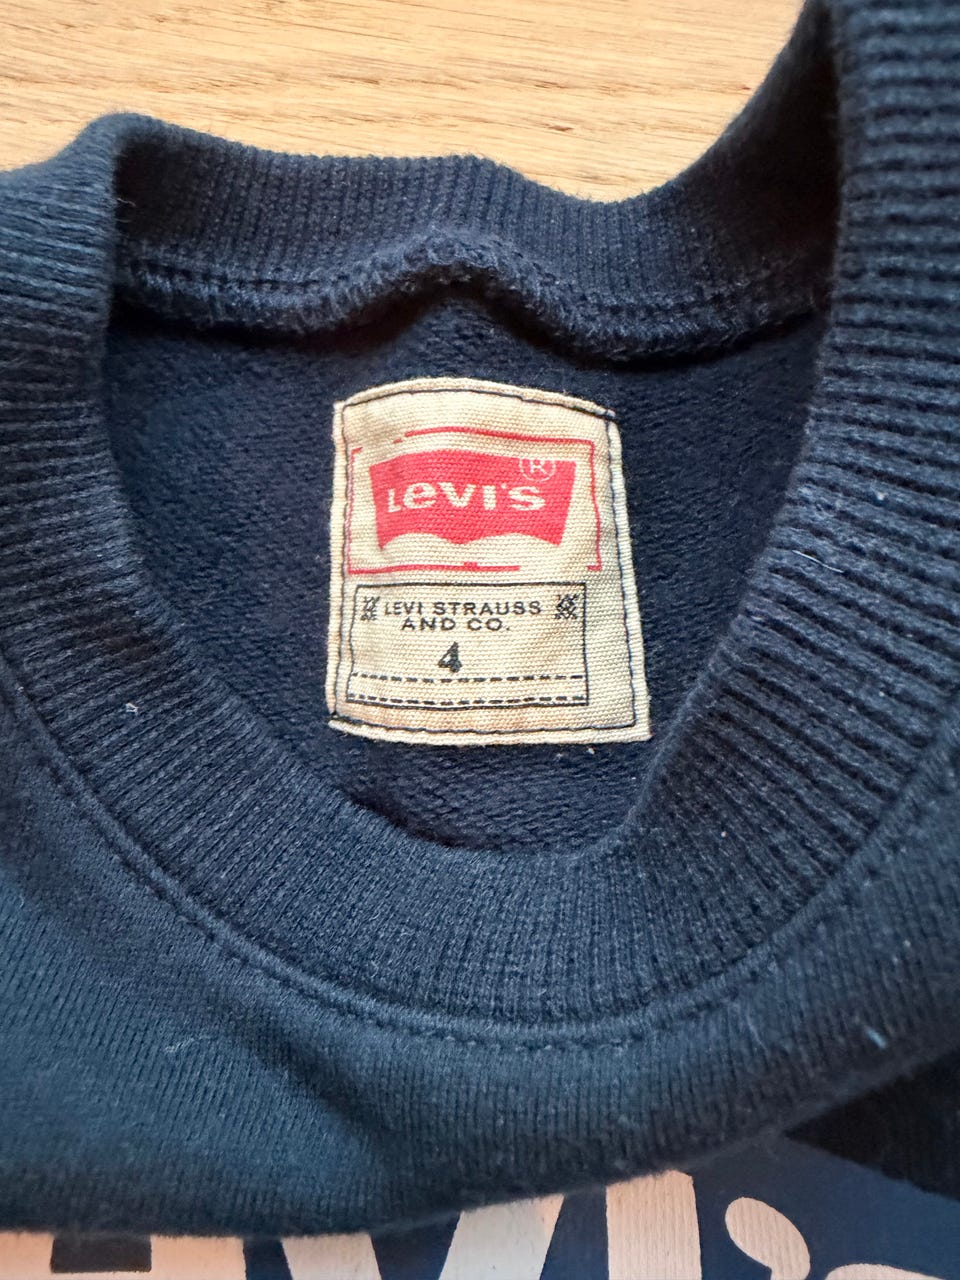 Levi's ®
LEVI STRAUSS
AND CO.
4